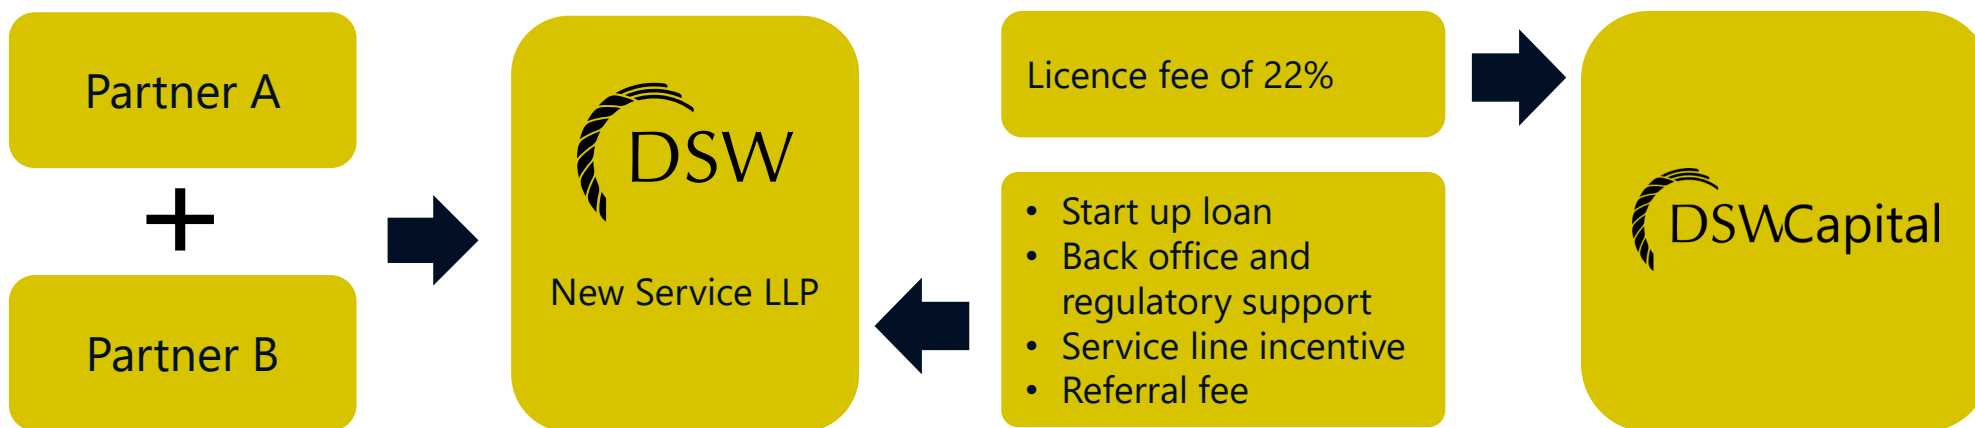 Partner A
+
Partner B
DSW
New Service LLP
Licence fee of 22%
• Start up loan
• Back office and
regulatory support
• Service line incentive
• Referral fee
DSWCapital